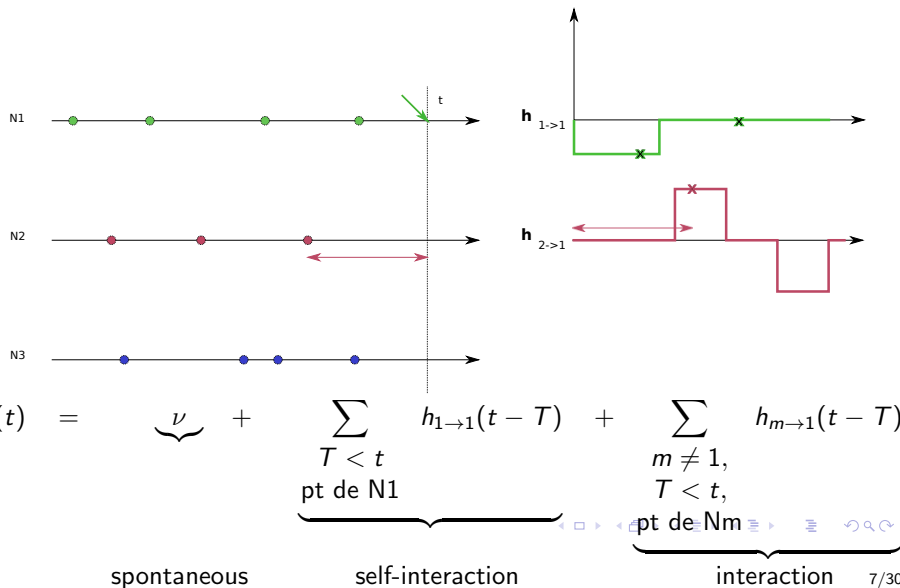 t
N1
h 1->1
x
x
N2
x
h 2->1
N3
(t) = ν + ∑ h1→1(t − T) + ∑ hm→1(t − T)
T < t m ≠ 1,
pt de N1 T < t,
pt de Nm
spontaneous self-interaction interaction 7/30